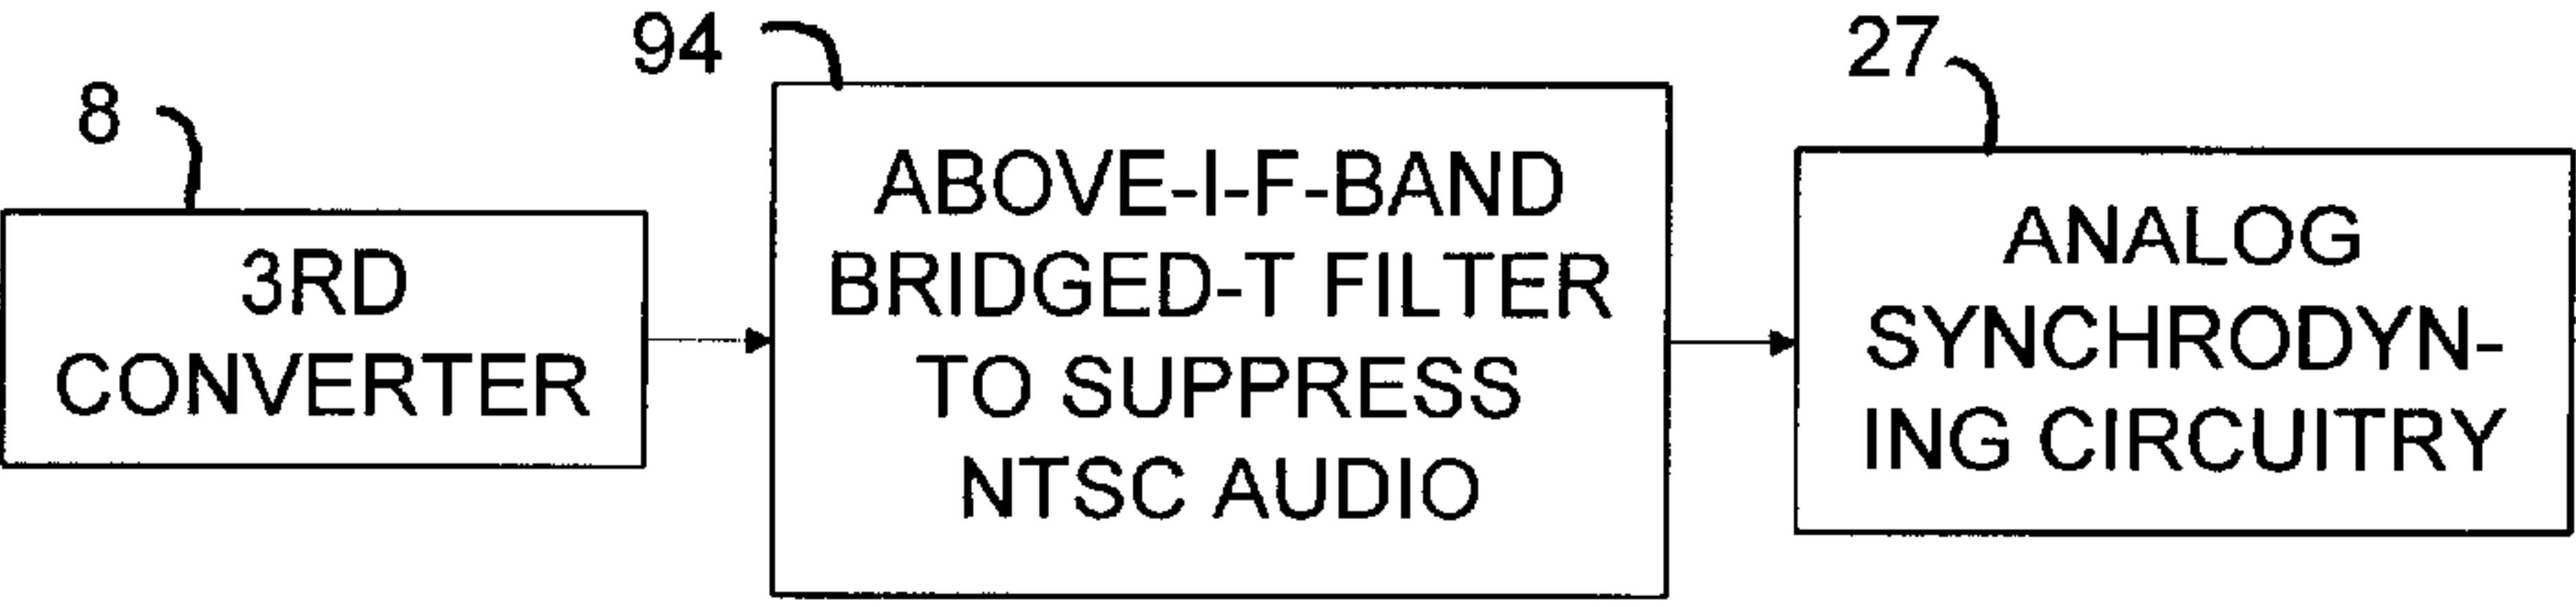 8
3RD
CONVERTER
94
ABOVE-I-F-BAND
BRIDGED-T FILTER
TO SUPPRESS
NTSC AUDIO
27
ANALOG
SYNCHRODYN-
ING CIRCUITRY